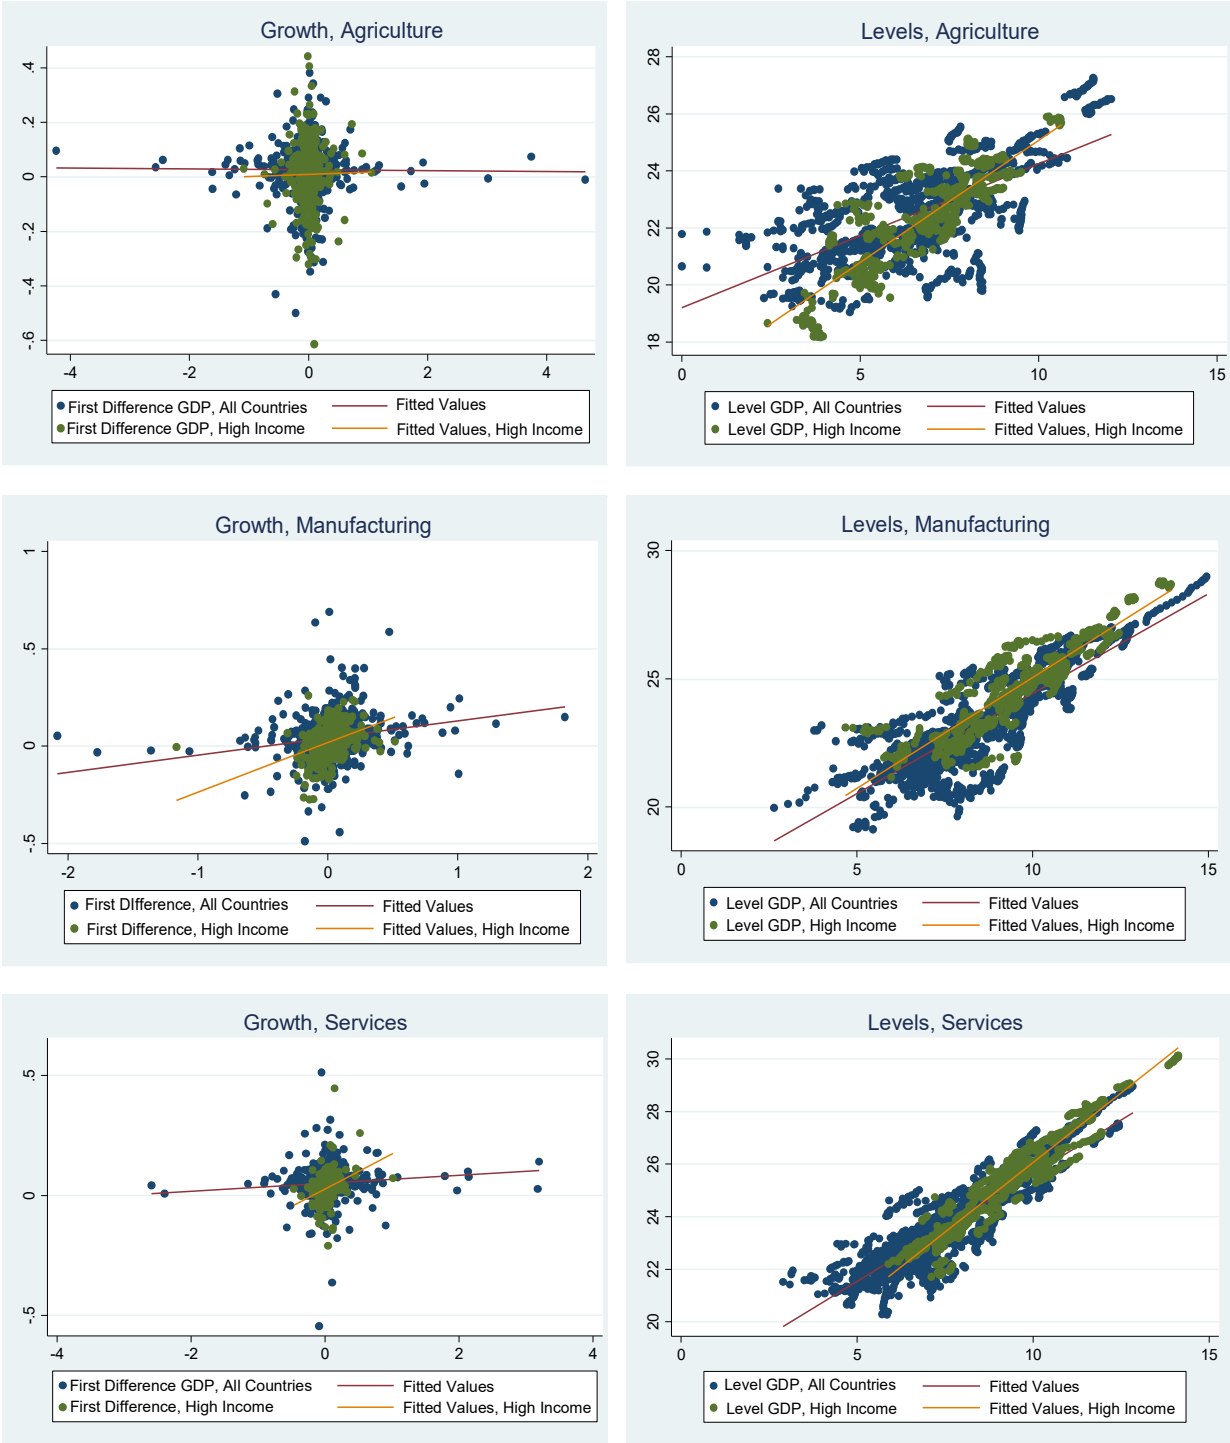 Growth, Agriculture
.4
.2
0
-.2
-.4
-.6
-4 -2 0 2 4
First Difference GDP, All Countries Fitted Values
First Difference GDP, High Income Fitted Values, High Income
Levels, Agriculture
28
26
24
22
20
18
0 5 10 15
Level GDP, All Countries Fitted Values
Level GDP, High Income Fitted Values, High Income
Growth, Manufacturing
1
.5
0
-.5
-2 -1 0 1 2
First DIfference, All Countries Fitted Values
First Difference, High Income Fitted Values, High Income
Levels, Manufacturing
30
25
20
0 5 10 15
Level GDP, All Countries Fitted Values
Level GDP, High Income Fitted Values, High Income
Growth, Services
.5
0
-.5
-4 -2 0 2 4
First Difference GDP, All Countries Fitted Values
First Difference, High Income Fitted Values, High Income
Levels, Services
30
28
26
24
22
20
0 5 10 15
Level GDP, All Countries Fitted Values
Level GDP, High Income Fitted Values, High Income